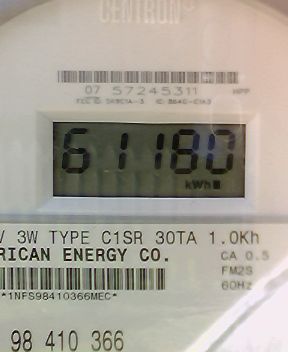 CENTRON®
07 57245311
61180
kWh
V 3W TYPE C1SR 30TA 1.0Kh
RICAN ENERGY CO.
CA 0.5
FM2S
60Hz
*1NFS98410366MEC*
98 410 366